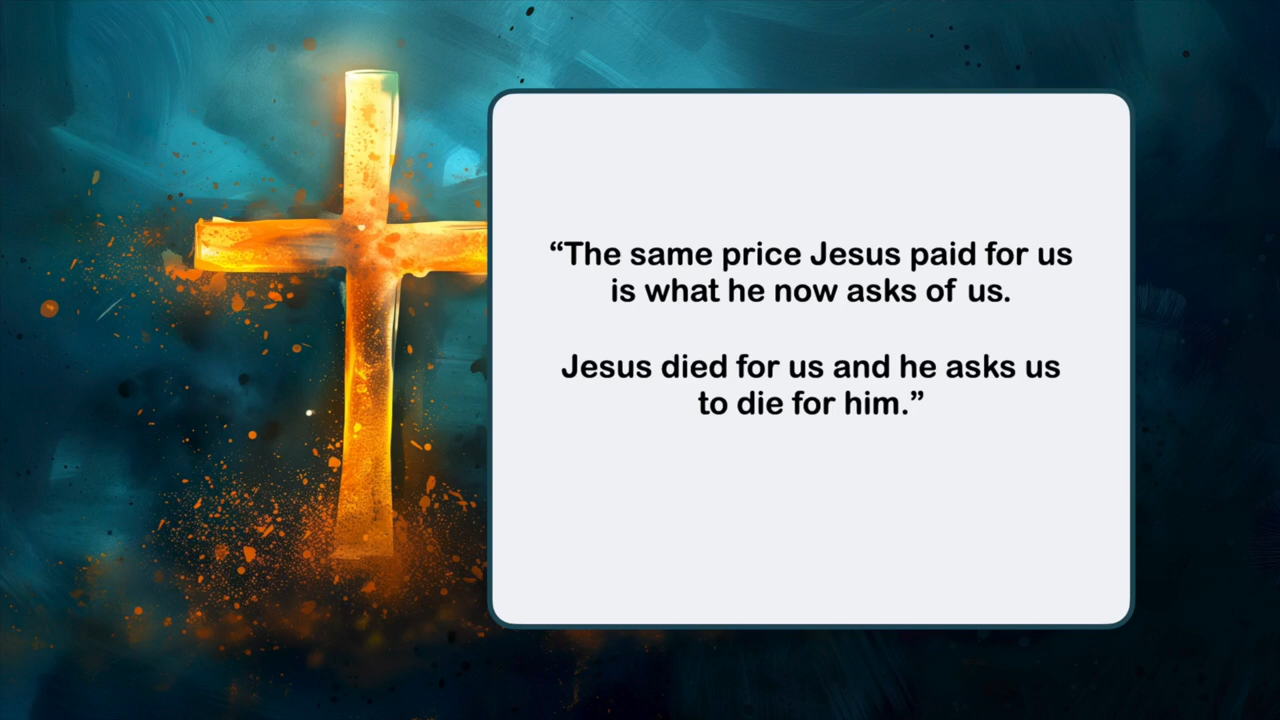 “The same price Jesus paid for us
is what he now asks of us.
Jesus died for us and he asks us
to die for him.”